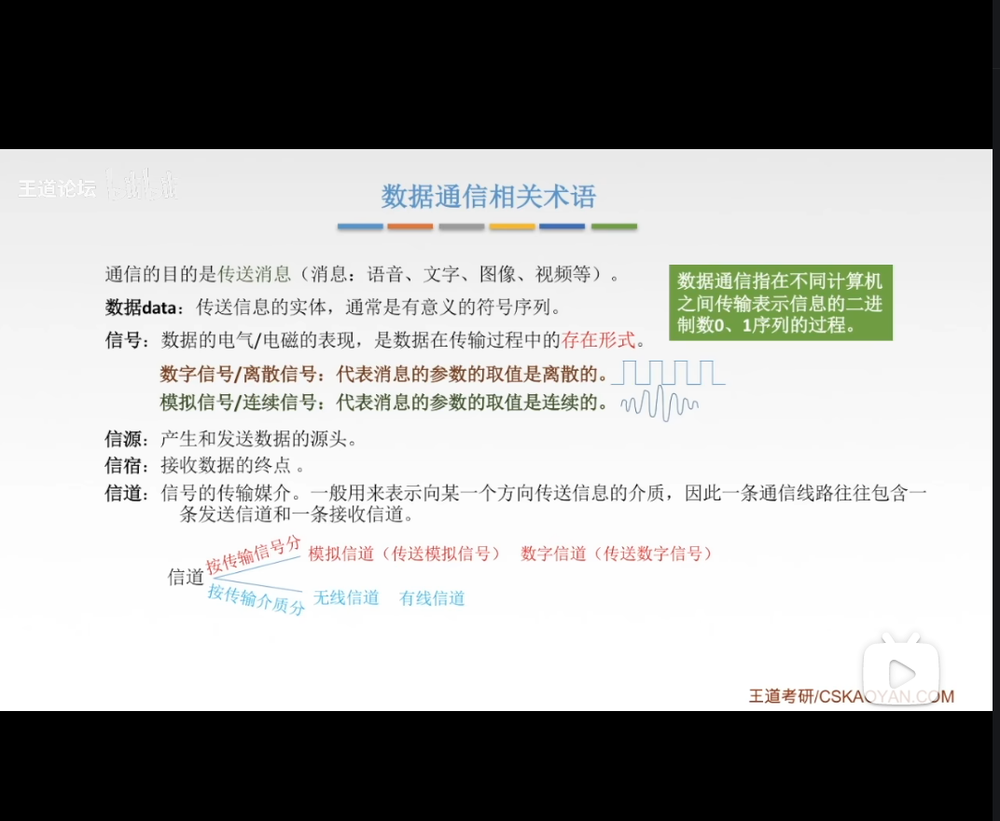 王道论坛 bilibili
数据通信相关术语
通信的目的是传送消息（消息：语音、文字、图像、视频等）。
数据data：传送信息的实体，通常是有意义的符号序列。
信号：数据的电气/电磁的表现，是数据在传输过程中的存在形式。
数据通信指在不同计算机
之间传输表示信息的二进
制数0、1序列的过程。
数字信号/离散信号：代表消息的参数的取值是离散的。
模拟信号/连续信号：代表消息的参数的取值是连续的。
信源：产生和发送数据的源头。
信宿：接收数据的终点 。
信道：信号的传输媒介。一般用来表示向某一个方向传送信息的介质，因此一条通信线路往往包含一
条发送信道和一条接收信道。
信道
按传输信号分
模拟信道（传送模拟信号） 数字信道（传送数字信号）
按传输介质分
无线信道 有线信道
王道考研/CSKAOYAN.COM